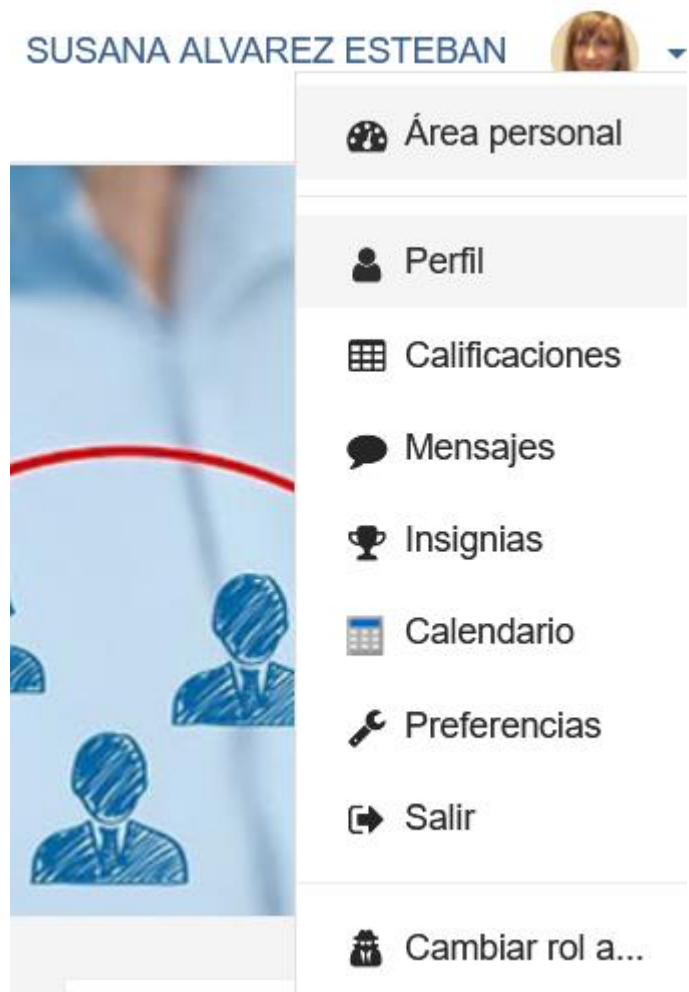 SUSANA ALVAREZ ESTEBAN
Área personal
Perfil
Calificaciones
Mensajes
Insignias
Calendario
Preferencias
Salir
Cambiar rol a...